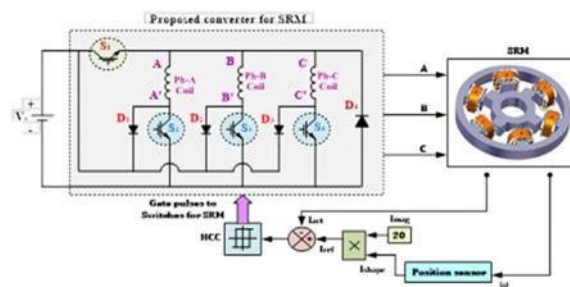 Proposed converter for SRM
SRM
S₁
A
B
C
Ph-A
Coil
Ph-B
Coil
Ph-C
Coil
A'
B'
C'
D₁
D₂
D₃
D₄
S₂
S₃
S₄
+
V
-
A
B
C
Gate pulses to
Switches for SRM
HCC
Iact
Imag
20
Iref
Ishape
Position sensor
ω